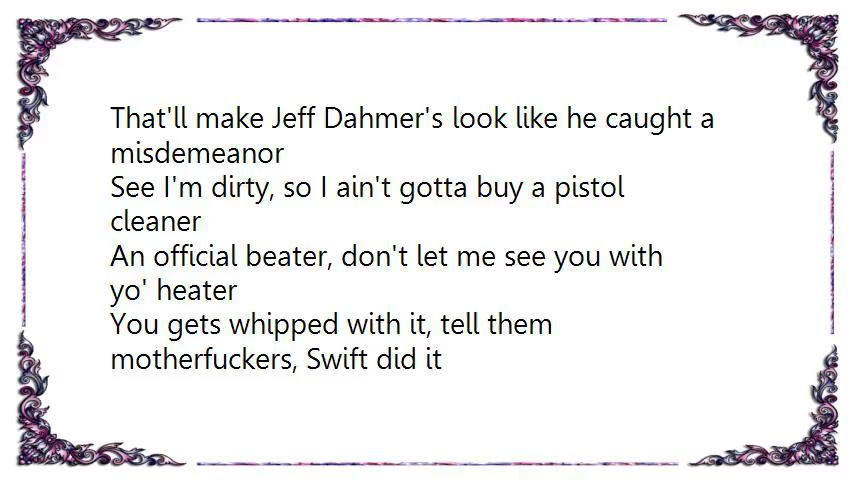 That'll make Jeff Dahmer's look like he caught a
misdemeanor
See I'm dirty, so I ain't gotta buy a pistol
cleaner
An official beater, don't let me see you with
yo' heater
You gets whipped with it, tell them
motherfuckers, Swift did it